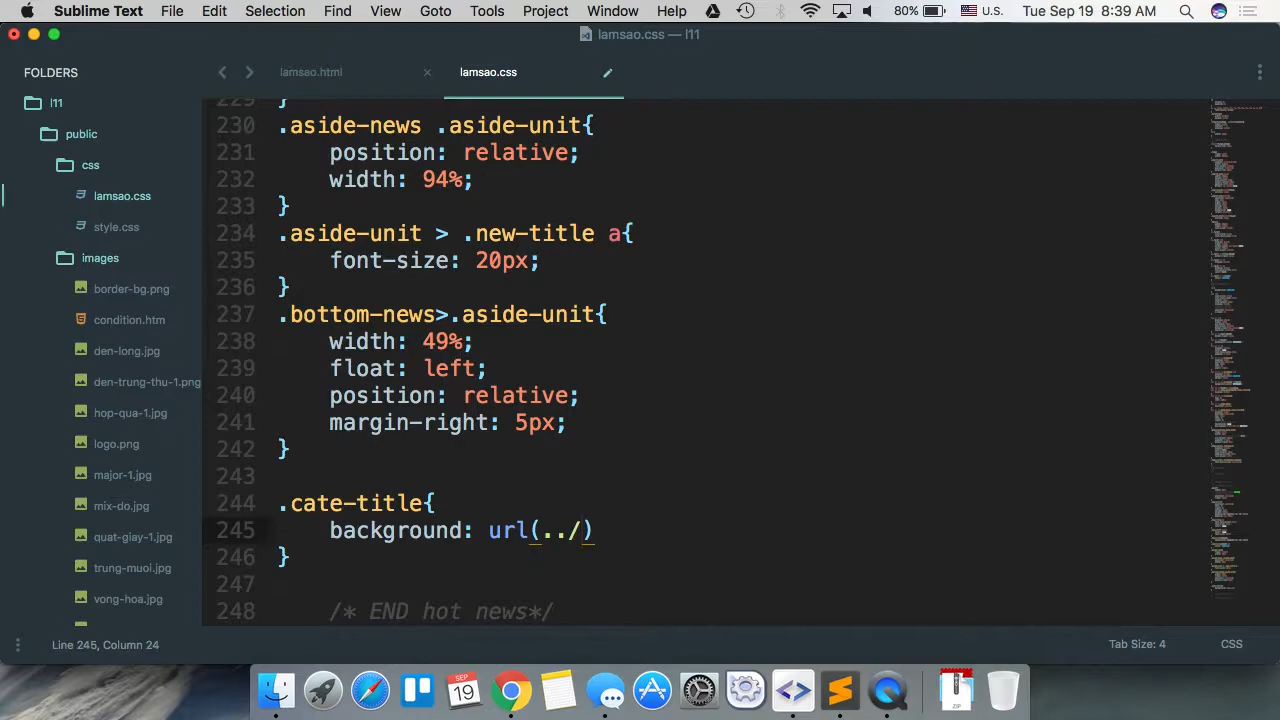 Sublime Text File Edit Selection Find View Goto Tools Project Window Help 80% U.S. Tue Sep 19 8:39 AM
lamsao.css — l11
FOLDERS
l11
public
css
lamsao.css
style.css
images
border-bg.png
condition.htm
den-long.jpg
den-trung-thu-1.png
hop-qua-1.jpg
logo.png
major-1.jpg
mix-do.jpg
quat-giay-1.jpg
trung-muoi.jpg
vong-hoa.jpg
lamsao.html × lamsao.css
229 }
230 .aside-news .aside-unit{
231 position: relative;
232 width: 94%;
233 }
234 .aside-unit > .new-title a{
235 font-size: 20px;
236 }
237 .bottom-news>.aside-unit{
238 width: 49%;
239 float: left;
240 position: relative;
241 margin-right: 5px;
242 }
243
244 .cate-title{
245 background: url(../)
246 }
247
248 /* END hot news*/
Line 245, Column 24 Tab Size: 4 CSS
SEP
19
ZIP